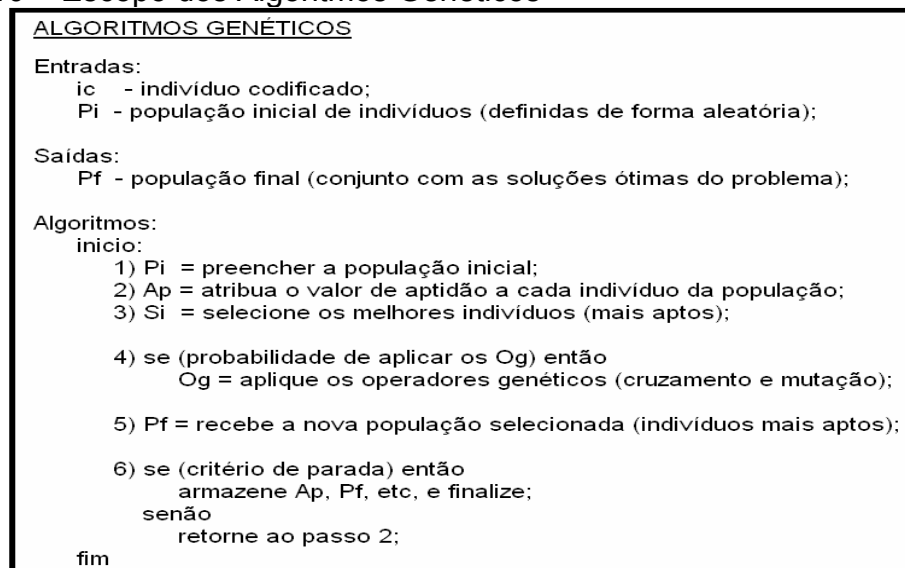 Escopo dos Algoritmos Genéticos
ALGORITMOS GENÉTICOS
Entradas:
ic - indivíduo codificado;
Pi - população inicial de indivíduos (definidas de forma aleatória);
Saídas:
Pf - população final (conjunto com as soluções ótimas do problema);
Algoritmos:
inicio:
1) Pi = preencher a população inicial;
2) Ap = atribua o valor de aptidão a cada indivíduo da população;
3) Si = selecione os melhores indivíduos (mais aptos);
4) se (probabilidade de aplicar os Og) então
Og = aplique os operadores genéticos (cruzamento e mutação);
5) Pf = recebe a nova população selecionada (indivíduos mais aptos);
6) se (critério de parada) então
armazene Ap, Pf, etc, e finalize;
senão
retorne ao passo 2;
fim